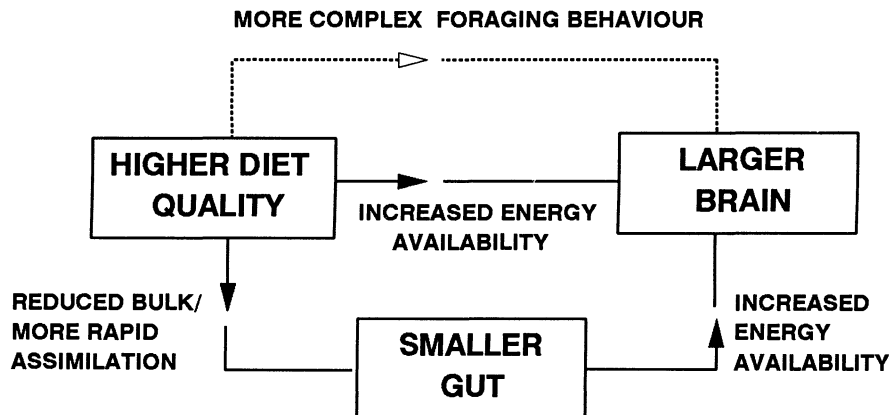 MORE COMPLEX FORAGING BEHAVIOUR
HIGHER DIET
QUALITY
LARGER
BRAIN
INCREASED ENERGY
AVAILABILITY
REDUCED BULK/
MORE RAPID
ASSIMILATION
SMALLER
GUT
INCREASED
ENERGY
AVAILABILITY